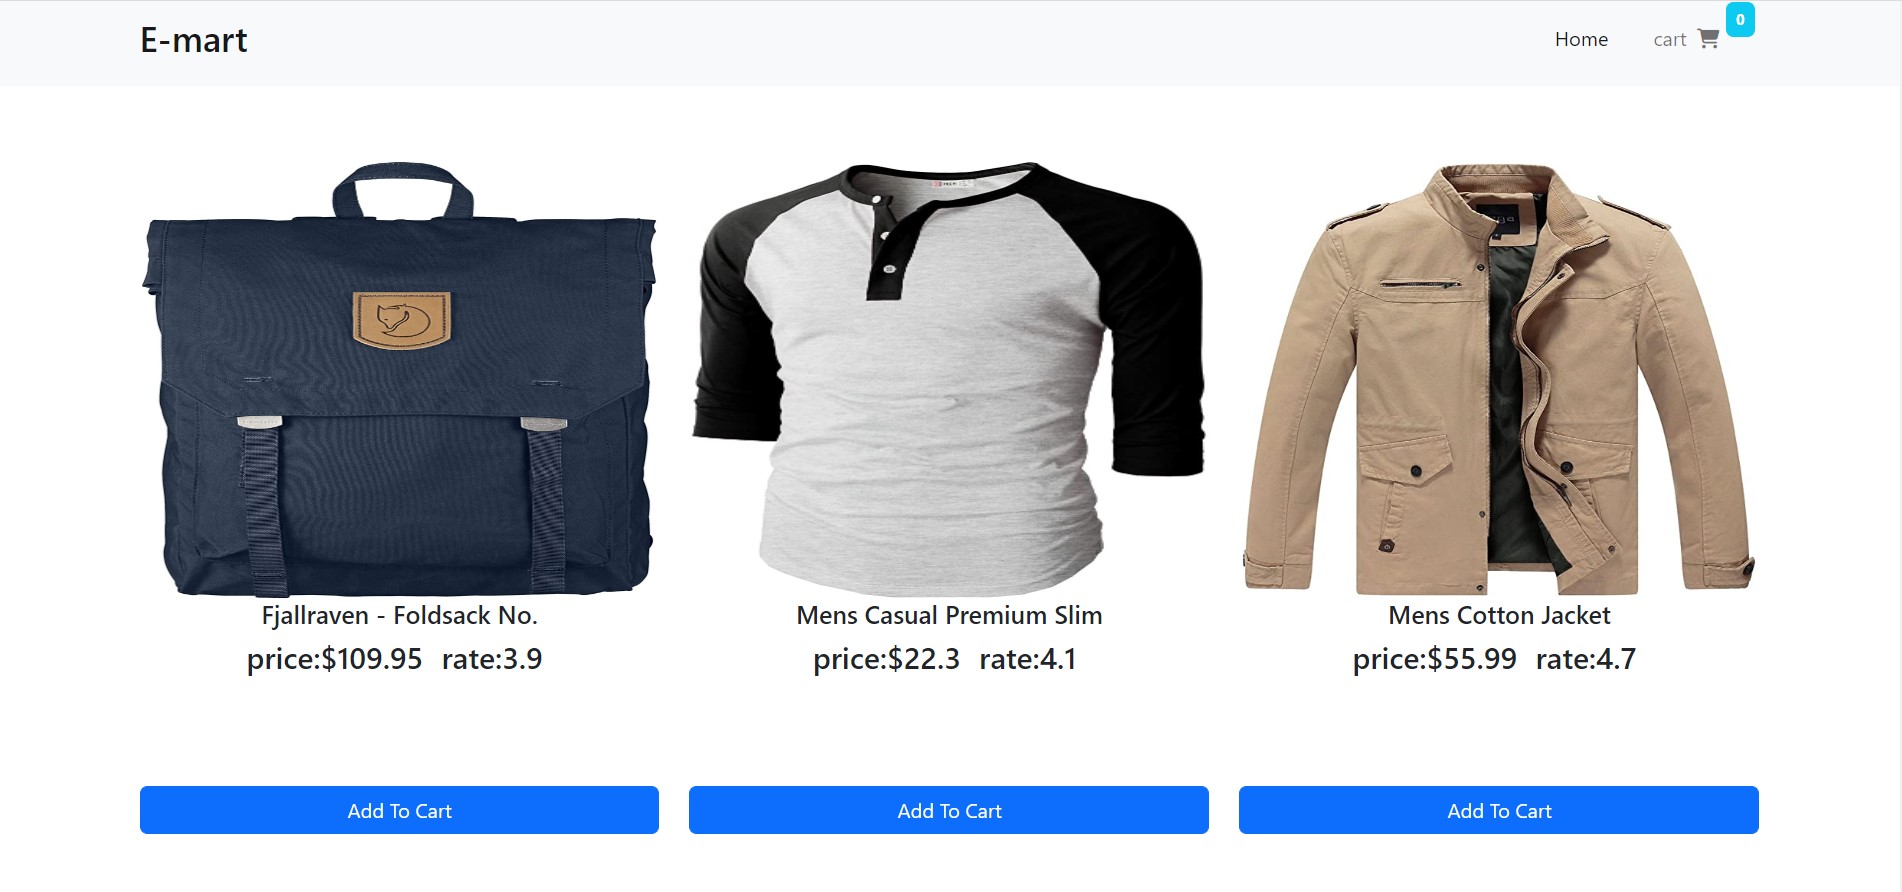 E-mart
Home cart 0
Fjallraven - Foldsack No.
price:$109.95 rate:3.9
Add To Cart
Mens Casual Premium Slim
price:$22.3 rate:4.1
Add To Cart
Mens Cotton Jacket
price:$55.99 rate:4.7
Add To Cart